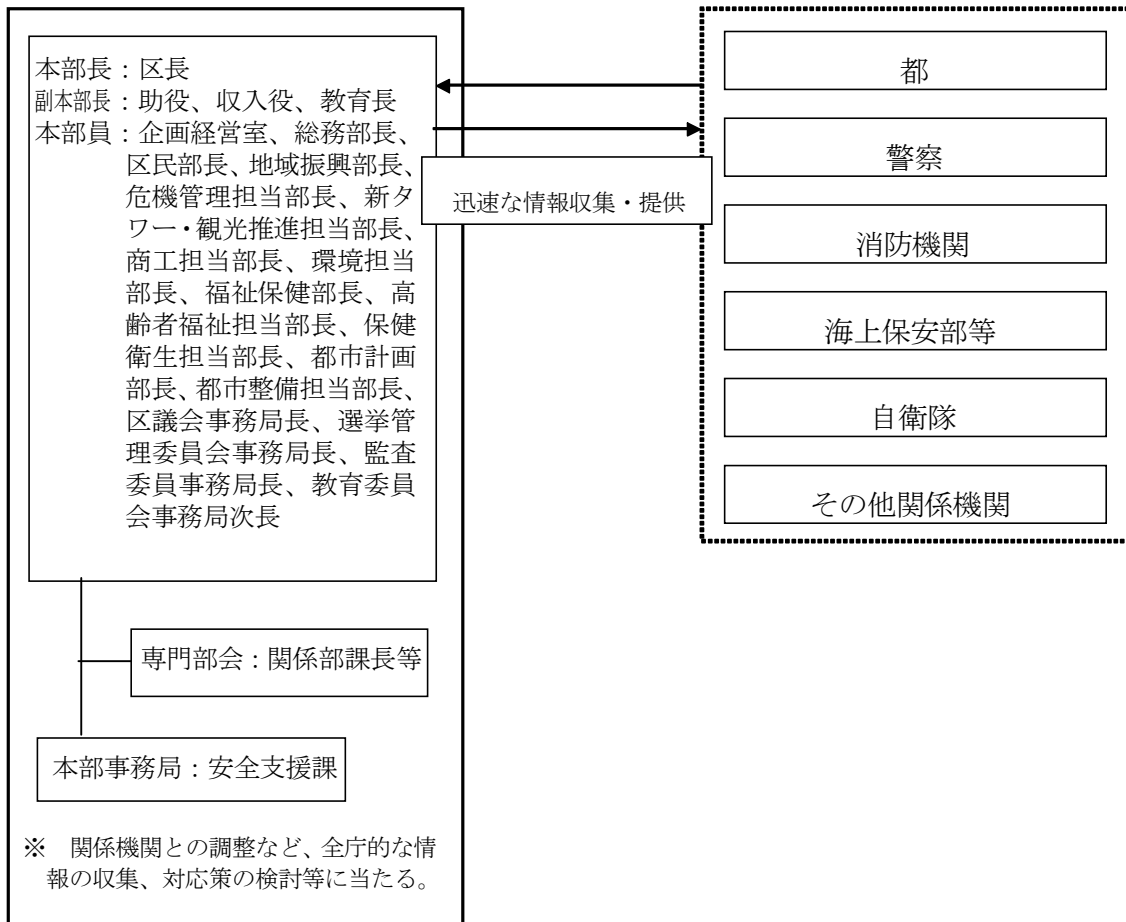 本部長：区長
副本部長：助役、収入役、教育長
本部員：企画経営室、総務部長、
区民部長、地域振興部長、
危機管理担当部長、新タ
ワー・観光推進担当部長、
商工担当部長、環境担当
部長、福祉保健部長、高
齢者福祉担当部長、保健
衛生担当部長、都市計画
部長、都市整備担当部長、
区議会事務局長、選挙管
理委員会事務局長、監査
委員事務局長、教育委員
会事務局次長
専門部会：関係部課長等
本部事務局：安全支援課
※　関係機関との調整など、全庁的な情
報の収集、対応策の検討等に当たる。
迅速な情報収集・提供
都
警察
消防機関
海上保安部等
自衛隊
その他関係機関